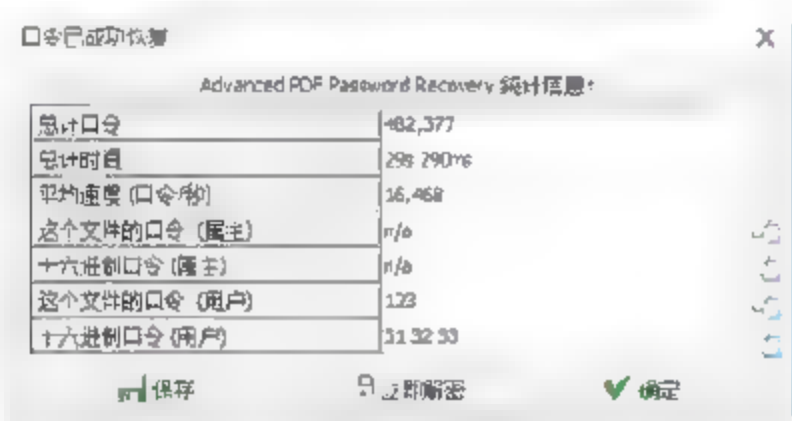 口令已成功恢复
Advanced PDF Password Recovery 统计信息:
总计口令 482,377
总计时间 29s 290ms
平均速度 (口令/秒) 16,468
这个文件的口令 (属主) n/a
十六进制口令 (属主) n/a
这个文件的口令 (用户) 123
十六进制口令 (用户) 31 32 33
保存 立即解密 确定